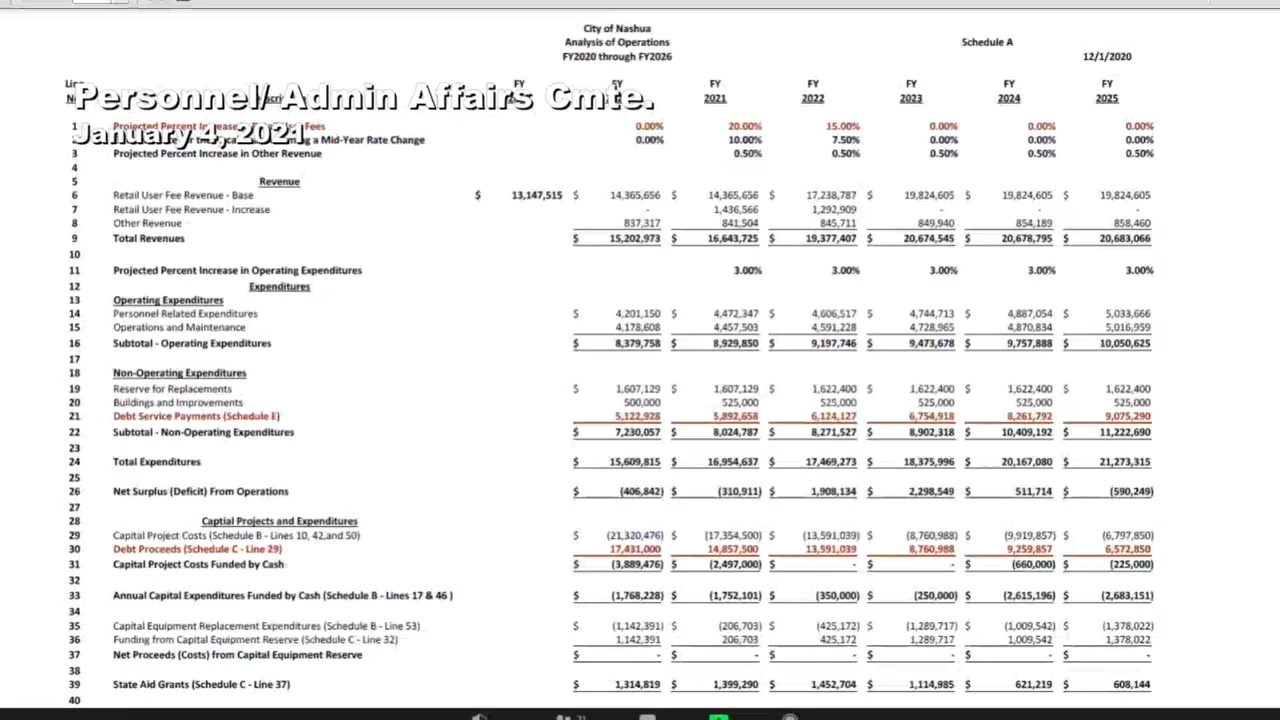 City of Nashua
Analysis of Operations Schedule A
FY2020 through FY2026 12/1/2020
Personnel/ Admin Affairs Cmte.
January 4, 2021
FY FY FY FY FY
2021 2022 2023 2024 2025
1 0.00% 20.00% 15.00% 0.00% 0.00% 0.00%
Mid-Year Rate Change 0.00% 10.00% 7.50% 0.00% 0.00% 0.00%
3 Projected Percent Increase in Other Revenue 0.50% 0.50% 0.50% 0.50% 0.50%
4
5 Revenue
6 Retail User Fee Revenue - Base $ 13,147,515 $ 14,365,656 $ 14,365,656 $ 17,238,787 $ 19,824,605 $ 19,824,605 $ 19,824,605
7 Retail User Fee Revenue - Increase - 1,436,566 1,292,909 - - -
8 Other Revenue 837,317 841,504 845,711 849,940 854,189 858,460
9 Total Revenues $ 15,202,973 $ 16,643,725 $ 19,377,407 $ 20,674,545 $ 20,678,795 $ 20,683,066
10
11 Projected Percent Increase in Operating Expenditures 3.00% 3.00% 3.00% 3.00% 3.00%
12 Expenditures
13 Operating Expenditures
14 Personnel Related Expenditures $ 4,201,150 $ 4,472,347 $ 4,606,517 $ 4,744,713 $ 4,887,054 $ 5,033,666
15 Operations and Maintenance 4,178,608 4,457,503 4,591,228 4,728,965 4,870,834 5,016,959
16 Subtotal - Operating Expenditures $ 8,379,758 $ 8,929,850 $ 9,197,746 $ 9,473,678 $ 9,757,888 $ 10,050,625
17
18 Non-Operating Expenditures
19 Reserve for Replacements $ 1,607,129 $ 1,607,129 $ 1,622,400 $ 1,622,400 $ 1,622,400 $ 1,622,400
20 Buildings and Improvements 500,000 525,000 525,000 525,000 525,000 525,000
21 Debt Service Payments (Schedule E) 5,122,928 5,892,658 6,124,127 6,754,918 8,261,792 9,075,290
22 Subtotal - Non-Operating Expenditures $ 7,230,057 $ 8,024,787 $ 8,271,527 $ 8,902,318 $ 10,409,192 $ 11,222,690
23
24 Total Expenditures $ 15,609,815 $ 16,954,637 $ 17,469,273 $ 18,375,996 $ 20,167,080 $ 21,273,315
25
26 Net Surplus (Deficit) From Operations $ (406,842) $ (310,911) $ 1,908,134 $ 2,298,549 $ 511,714 $ (590,249)
27
28 Captial Projects and Expenditures
29 Capital Project Costs (Schedule B - Lines 10, 42,and 50) $ (21,320,476) $ (17,354,500) $ (13,591,039) $ (8,760,988) $ (9,919,857) $ (6,797,850)
30 Debt Proceeds (Schedule C - Line 29) 17,431,000 14,857,500 13,591,039 8,760,988 9,259,857 6,572,850
31 Capital Project Costs Funded by Cash $ (3,889,476) $ (2,497,000) $ - $ - $ (660,000) $ (225,000)
32
33 Annual Capital Expenditures Funded by Cash (Schedule B - Lines 17 & 46 ) $ (1,768,228) $ (1,752,101) $ (350,000) $ (250,000) $ (2,615,196) $ (2,683,151)
34
35 Capital Equipment Replacement Expenditures (Schedule B - Line 53) $ (1,142,391) $ (206,703) $ (425,172) $ (1,289,717) $ (1,009,542) $ (1,378,022)
36 Funding from Capital Equipment Reserve (Schedule C - Line 32) 1,142,391 206,703 425,172 1,289,717 1,009,542 1,378,022
37 Net Proceeds (Costs) from Capital Equipment Reserve $ - $ - $ - $ - $ - $ -
38
39 State Aid Grants (Schedule C - Line 37) $ 1,314,819 $ 1,399,290 $ 1,452,704 $ 1,114,985 $ 621,219 $ 608,144
40